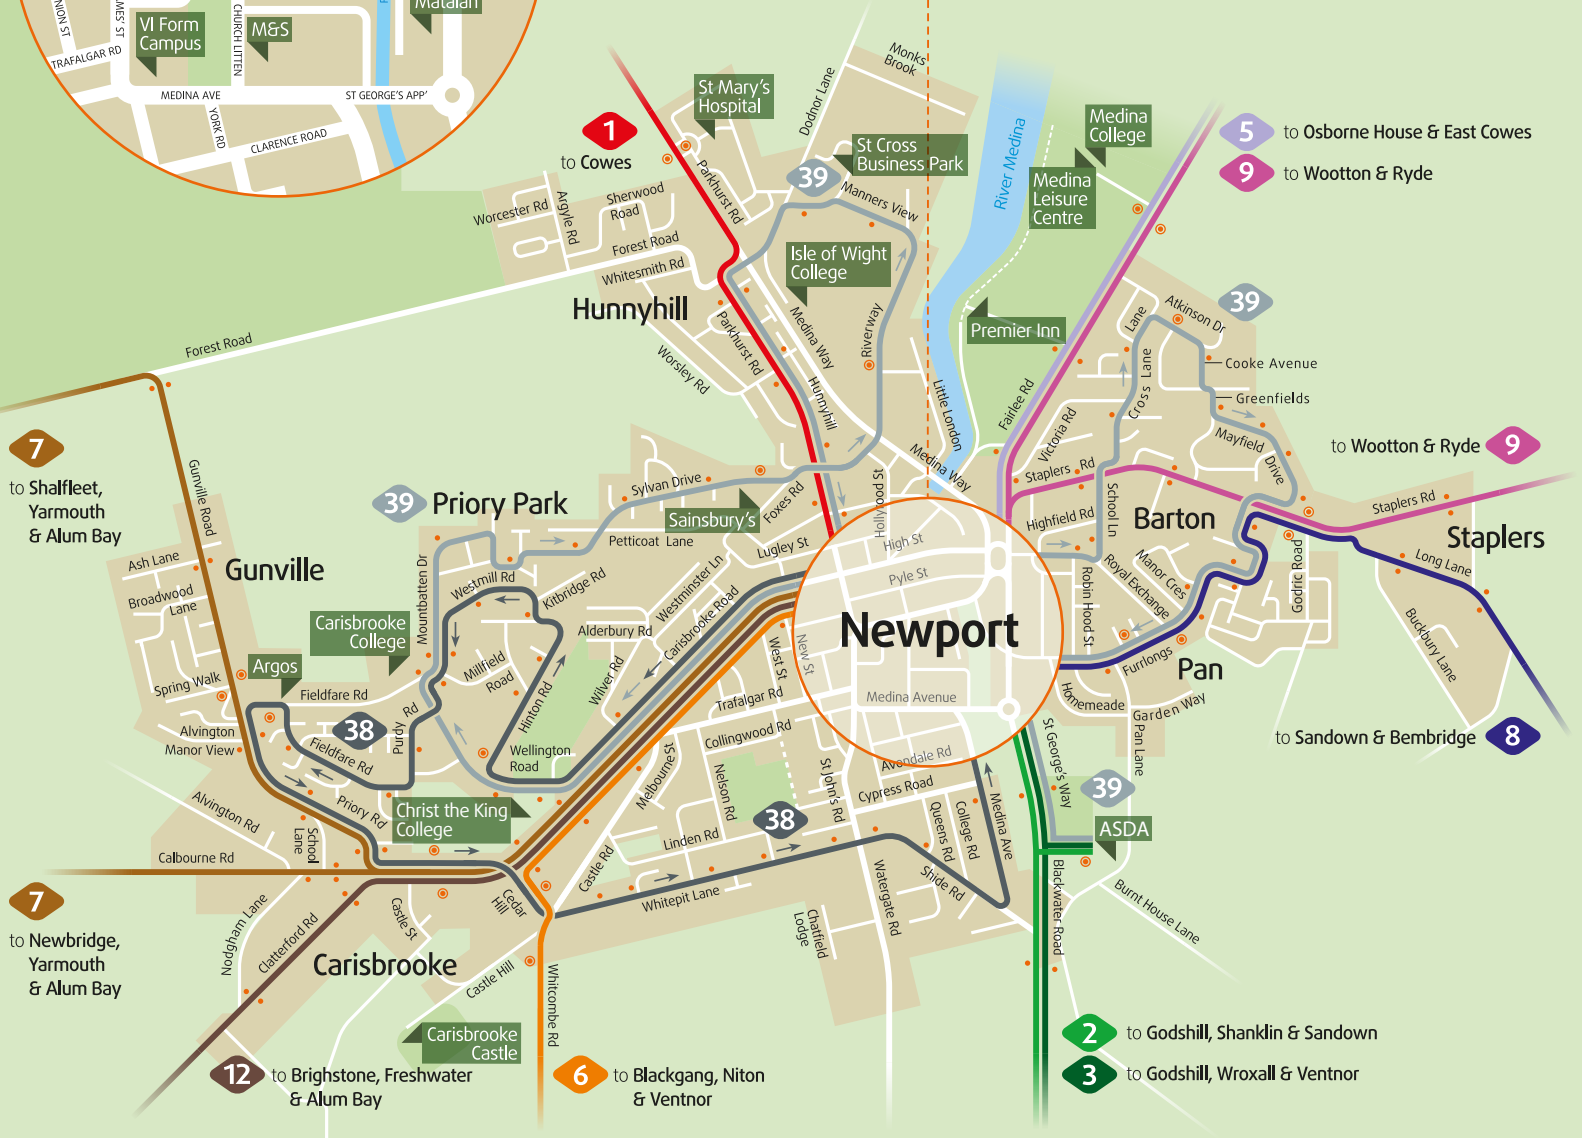 VI Form
Campus
M&S
Matalan
CHURCH LITTEN
TRAFALGAR RD
MEDINA AVE
ST GEORGE'S APP'
YORK RD
CLARENCE ROAD
1
to Cowes
St Mary's
Hospital
Parkhurst Rd
Dodnor Lane
Monks
Brook
39
St Cross
Business Park
Manners View
River Medina
Medina
College
Medina
Leisure
Centre
5
to Osborne House & East Cowes
9
to Wootton & Ryde
Worcester Rd
Argyle Rd
Sherwood
Road
Forest Road
Whitesmith Rd
Hunnyhill
Isle of Wight
College
Medina Way
Riverway
Parkhurst Rd
Worsley Rd
Hunnyhill
Premier Inn
Little London
Fairlee Rd
Medina Way
39
Atkinson Dr
Lane
Cross Lane
Cooke Avenue
Greenfields
Mayfield
Drive
Victoria Rd
Staplers Rd
to Wootton & Ryde
9
Staplers Rd
Staplers
Long Lane
Forest Road
7
to Shalfleet,
Yarmouth
& Alum Bay
Gunville Road
Gunville
Ash Lane
Broadwood
Lane
Spring Walk
Alvington
Manor View
39
Priory Park
Sylvan Drive
Sainsbury's
Foxes Rd
Petticoat Lane
Lugley St
Hollyrood St
High St
Pyle St
Newport
New St
Medina Avenue
Avondale Rd
Highfield Rd
School Ln
Barton
Robin Hood St
Royal Exchange
Manor Cres
Godric Road
Furlongs
Pan
Homemeade
Garden Way
Pan Lane
Buckbury Lane
to Sandown & Bembridge
8
Mountbatten Dr
Westmill Rd
Kitbridge Rd
Westminster Ln
Carisbrooke Road
Alderbury Rd
Carisbrooke
College
Argos
Fieldfare Rd
38
Fieldfare Rd
Purdy
Rd
Millfield
Road
Hinton Rd
Wilver Rd
Wellington
Road
West St
Trafalgar Rd
Collingwood Rd
Melbourne St
Nelson Rd
St John's Rd
Cypress Road
Queens Rd
College Rd
Medina Ave
St George's Way
39
ASDA
Alvington Rd
School
Lane
Priory Rd
Christ the King
College
Calbourne Rd
38
Linden Rd
Castle Rd
Whitepit Lane
Shide Rd
Watergate Rd
Chatfield
Lodge
Blackwater Road
Burnt House Lane
7
to Newbridge,
Yarmouth
& Alum Bay
Nodgham Lane
Clatterford Rd
Castle St
Cedar
Hill
Carisbrooke
Castle Hill
Whitcombe Rd
Carisbrooke
Castle
12
to Brighstone, Freshwater
& Alum Bay
6
to Blackgang, Niton
& Ventnor
2
to Godshill, Shanklin & Sandown
3
to Godshill, Wroxall & Ventnor